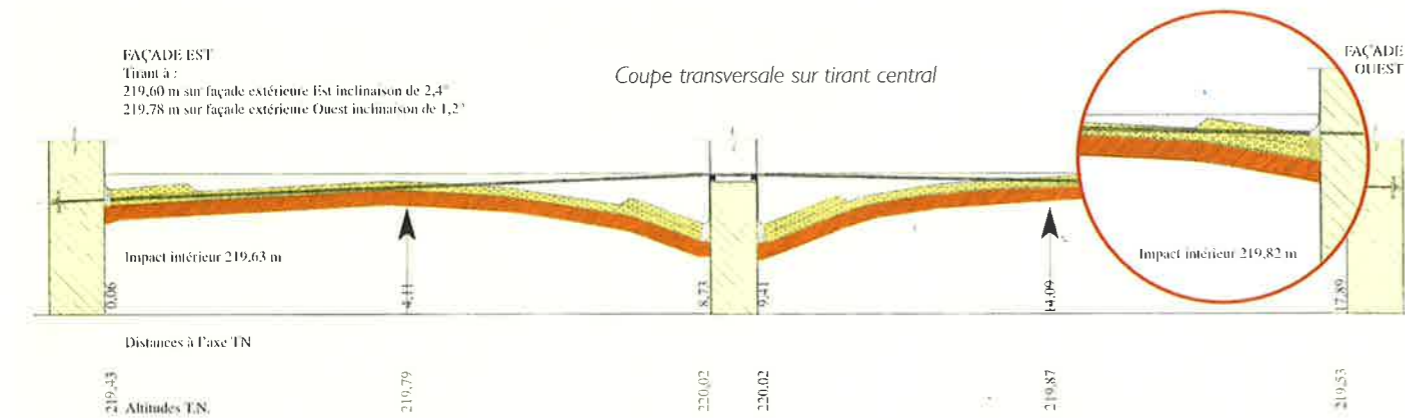 FAÇADE EST
Tirant à :
219,60 m sur façade extérieure Est inclinaison de 2,4°
219,78 m sur façade extérieure Ouest inclinaison de 1,2°
Coupe transversale sur tirant central
FAÇADE
OUEST
Impact intérieur 219,63 m
Impact intérieur 219,82 m
0,06
4,11
8,73
9,41
14,09
17,89
Distances à l'axe TN
219,43
219,79
220,02
220,02
219,87
219,53
Altitudes T.N.